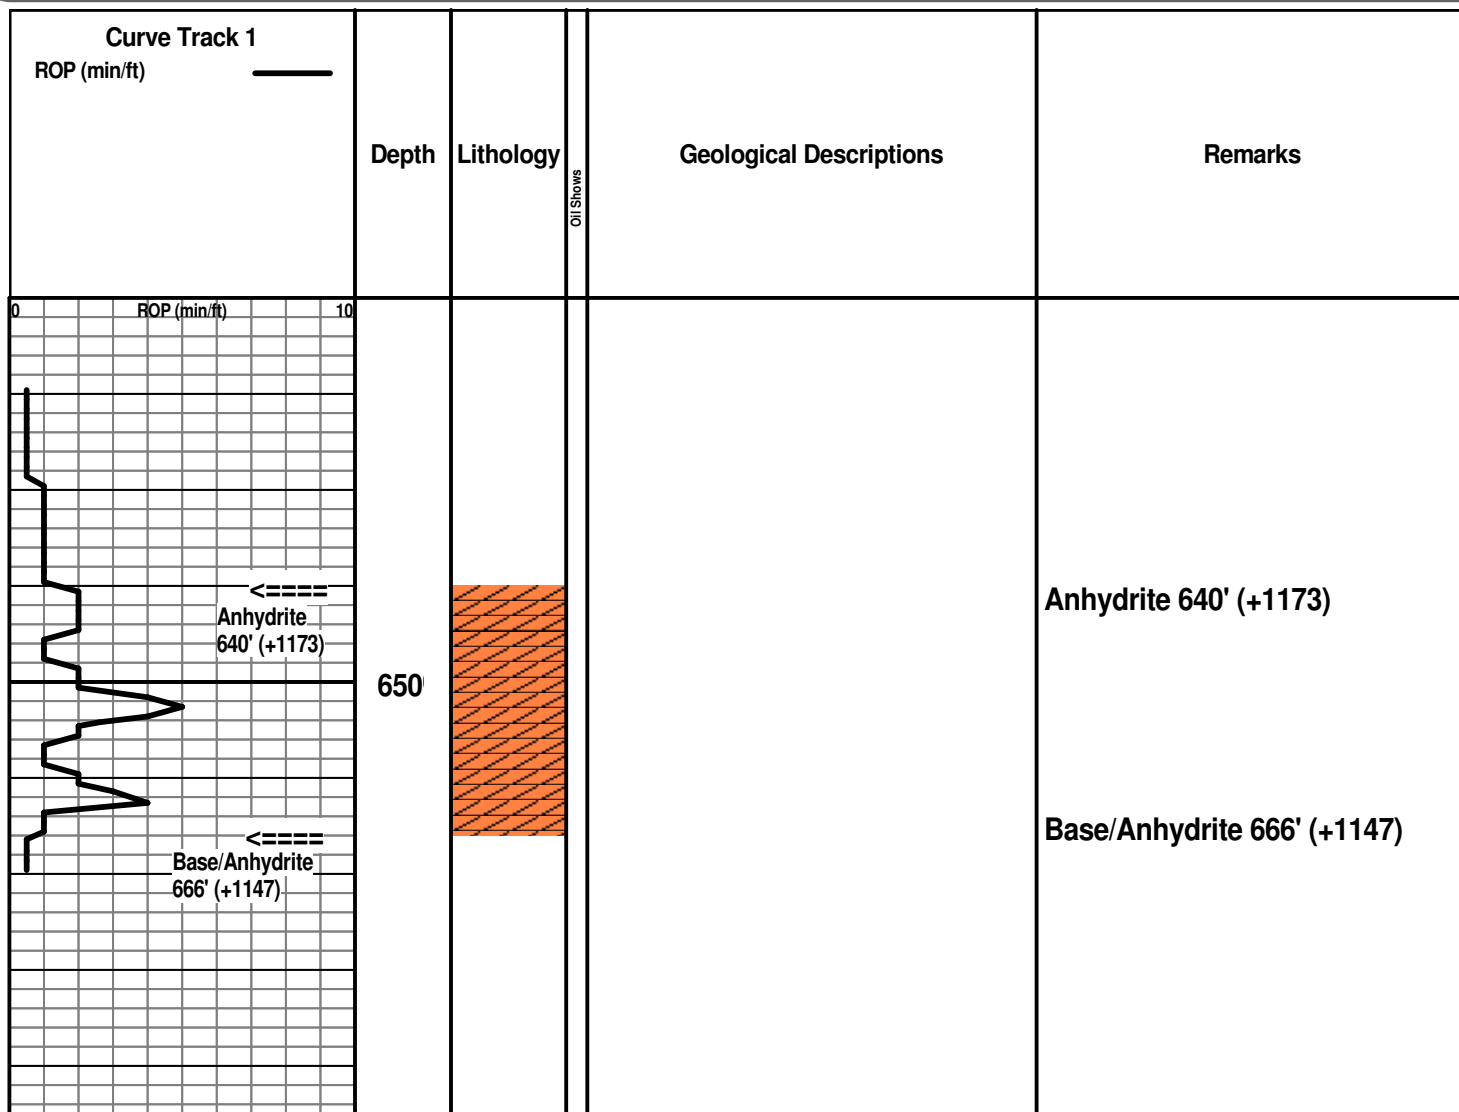 Curve Track 1
ROP (min/ft)
Depth
Lithology
Oil Shows
Geological Descriptions
Remarks
0 ROP (min/ft) 10
<====
Anhydrite
640' (+1173)
Anhydrite 640' (+1173)
650'
Base/Anhydrite 666' (+1147)
<====
Base/Anhydrite
666' (+1147)